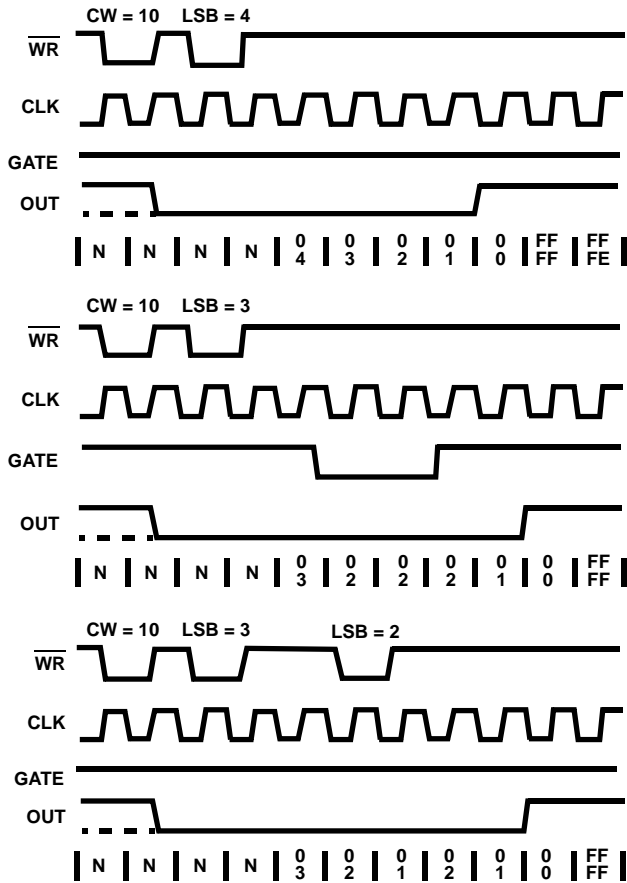 CW = 10 LSB = 4
WR
CLK
GATE
OUT
N N N N 0 0 0 0 0 FF FF
4 3 2 1 0 FF FE
CW = 10 LSB = 3
WR
CLK
GATE
OUT
N N N N 0 0 0 0 0 0 FF
3 2 2 2 1 0 FF
CW = 10 LSB = 3 LSB = 2
WR
CLK
GATE
OUT
N N N N 0 0 0 0 0 0 FF
3 2 1 2 1 0 FF